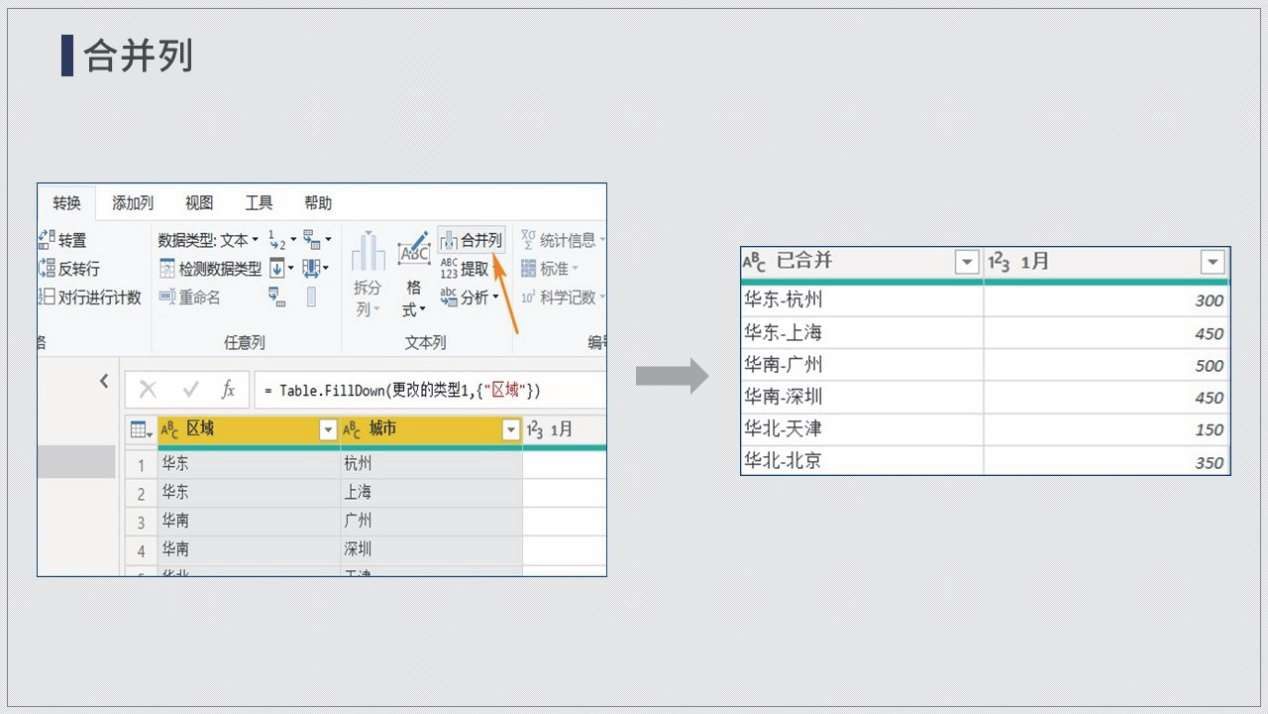 合并列
转换 添加列 视图 工具 帮助
转置 数据类型: 文本 合并列 统计信息
反转行 检测数据类型 ABC 123 提取 标准
对行进行计数 重命名 拆分列 格式 分析 科学记数
任意列 文本列
= Table.FillDown(更改的类型1,{"区域"})
区域 城市 1月
1 华东 杭州
2 华东 上海
3 华南 广州
4 华南 深圳
ABC 已合并 123 1月
华东-杭州 300
华东-上海 450
华南-广州 500
华南-深圳 450
华北-天津 150
华北-北京 350